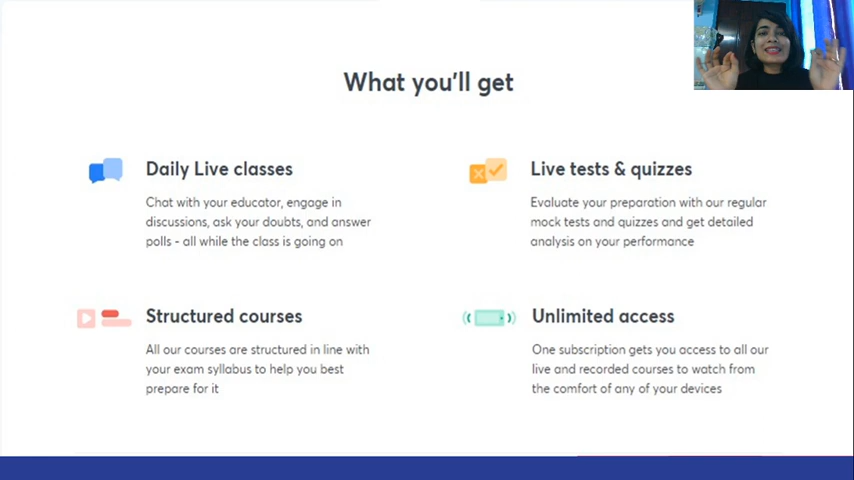 What you'll get
Daily Live classes
Chat with your educator, engage in
discussions, ask your doubts, and answer
polls - all while the class is going on
Live tests & quizzes
Evaluate your preparation with our regular
mock tests and quizzes and get detailed
analysis on your performance
Structured courses
All our courses are structured in line with
your exam syllabus to help you best
prepare for it
Unlimited access
One subscription gets you access to all our
live and recorded courses to watch from
the comfort of any of your devices